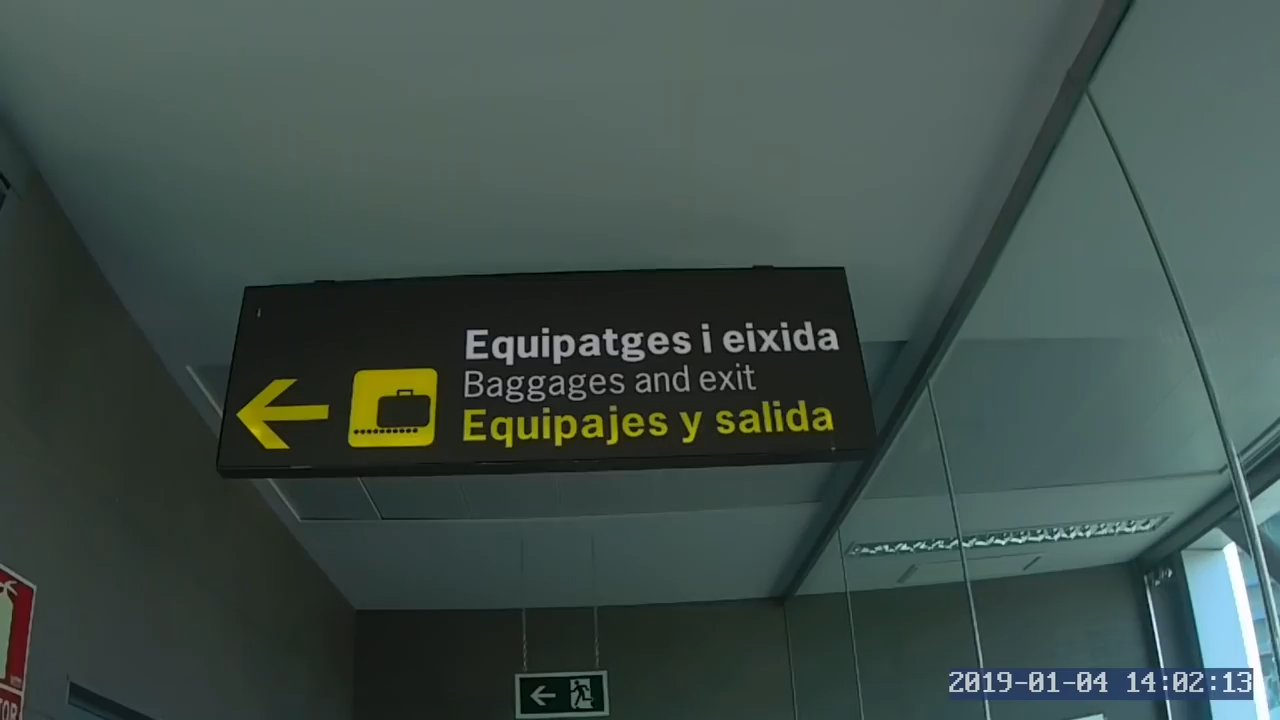 Equipatges i eixida
Baggages and exit
Equipajes y salida
2019-01-04 14:02:13